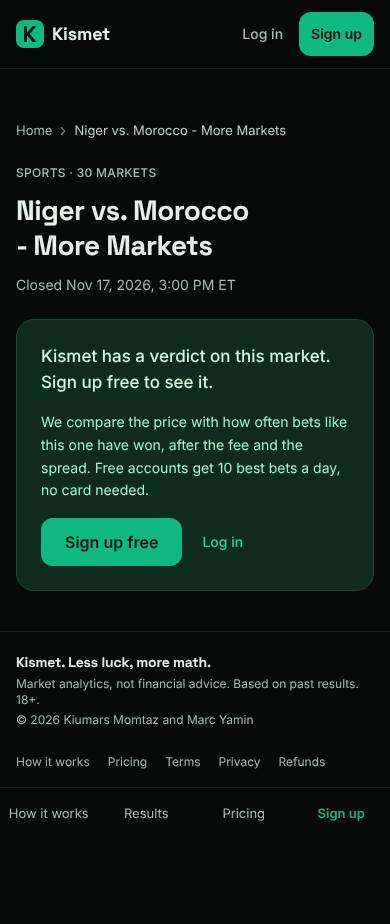 Kismet
Log in
Sign up
Home > Niger vs. Morocco - More Markets
SPORTS · 30 MARKETS
Niger vs. Morocco
- More Markets
Closed Nov 17, 2026, 3:00 PM ET
Kismet has a verdict on this market.
Sign up free to see it.
We compare the price with how often bets like
this one have won, after the fee and the
spread. Free accounts get 10 best bets a day,
no card needed.
Sign up free
Log in
Kismet. Less luck, more math.
Market analytics, not financial advice. Based on past results.
18+.
© 2026 Kiumars Momtaz and Marc Yamin
How it works
Pricing
Terms
Privacy
Refunds
How it works
Results
Pricing
Sign up